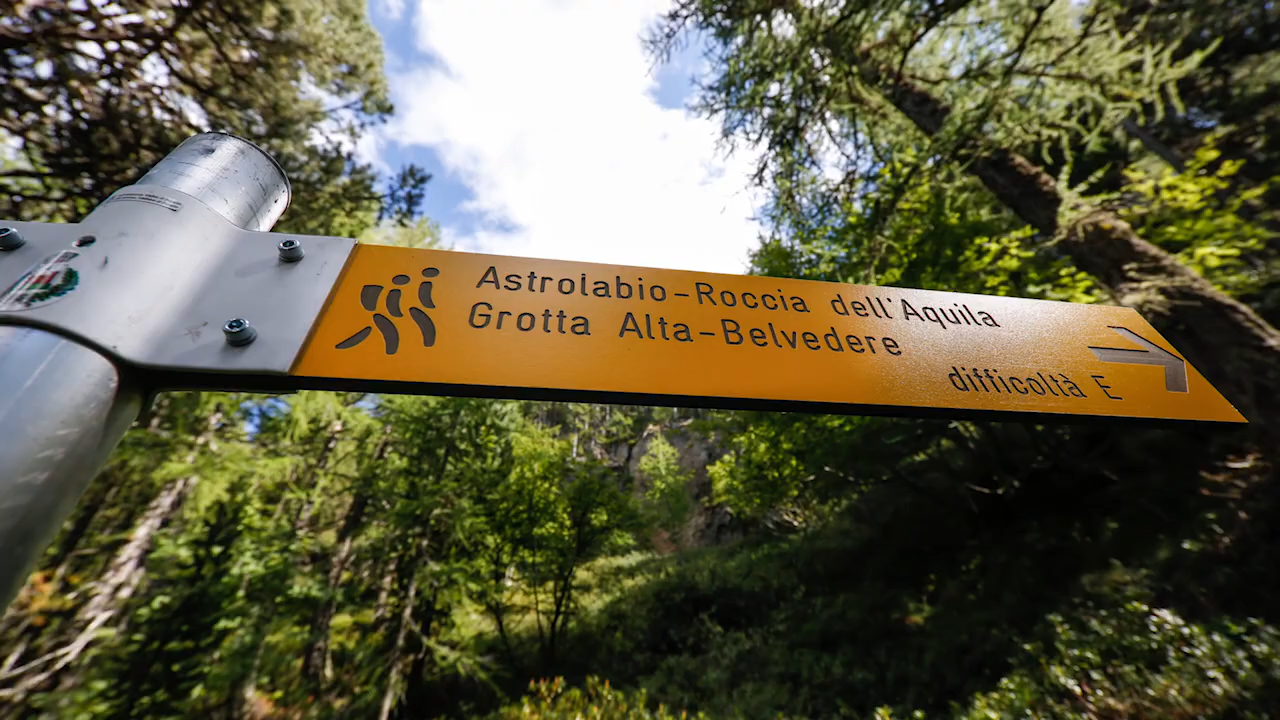 Astrolabio-Roccia dell'Aquila
Grotta Alta-Belvedere
difficoltà E